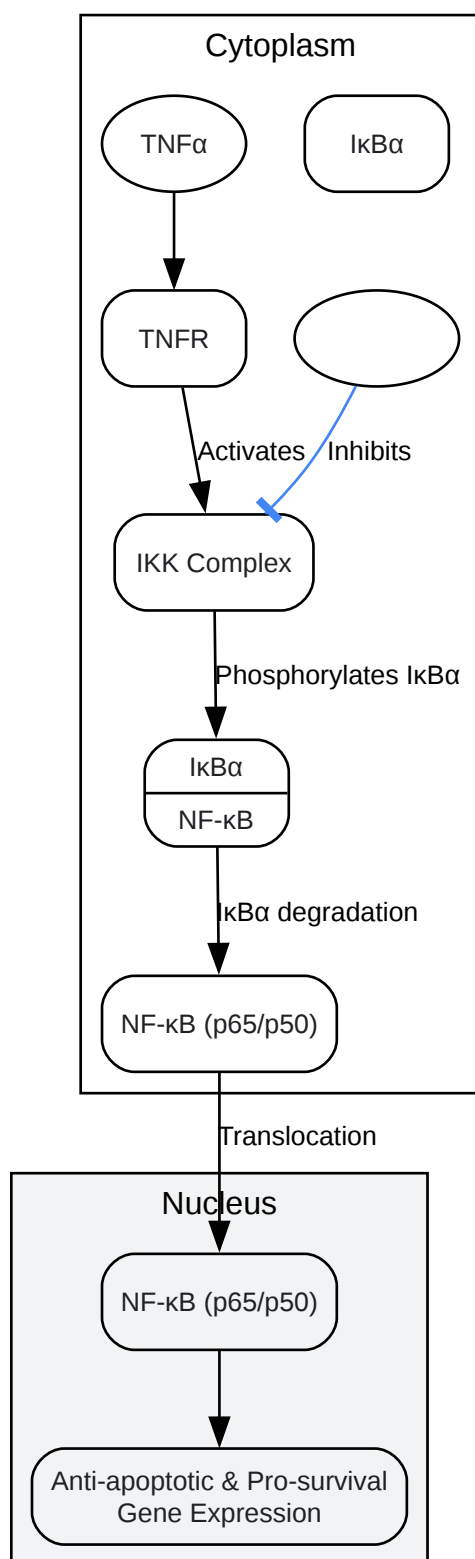 Cytoplasm
TNFα
IκBα
TNFR
Activates
Inhibits
IKK Complex
Phosphorylates IκBα
IκBα
NF-κB
IκBα degradation
NF-κB (p65/p50)
Translocation
Nucleus
NF-κB (p65/p50)
Anti-apoptotic & Pro-survival
Gene Expression